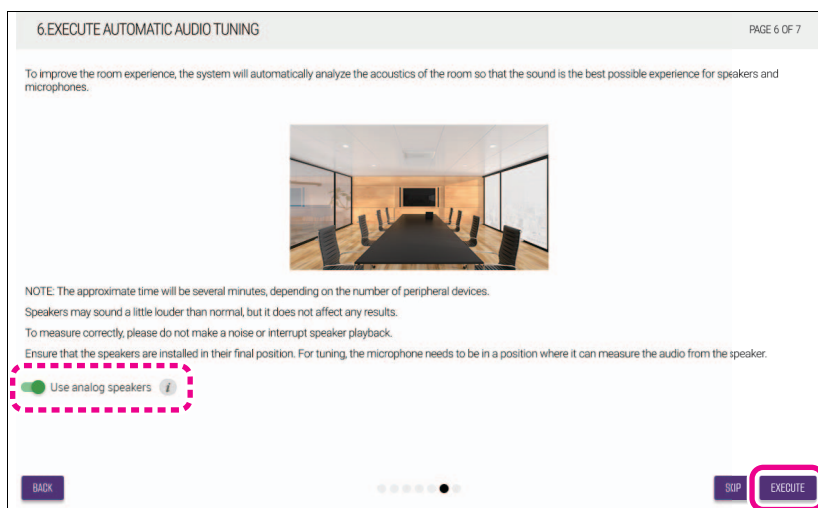 6.EXECUTE AUTOMATIC AUDIO TUNING
PAGE 6 OF 7
To improve the room experience, the system will automatically analyze the acoustics of the room so that the sound is the best possible experience for speakers and
microphones.
NOTE: The approximate time will be several minutes, depending on the number of peripheral devices.
Speakers may sound a little louder than normal, but it does not affect any results.
To measure correctly, please do not make a noise or interrupt speaker playback.
Ensure that the speakers are installed in their final position. For tuning, the microphone needs to be in a position where it can measure the audio from the speaker.
Use analog speakers i
BACK
SKIP
EXECUTE